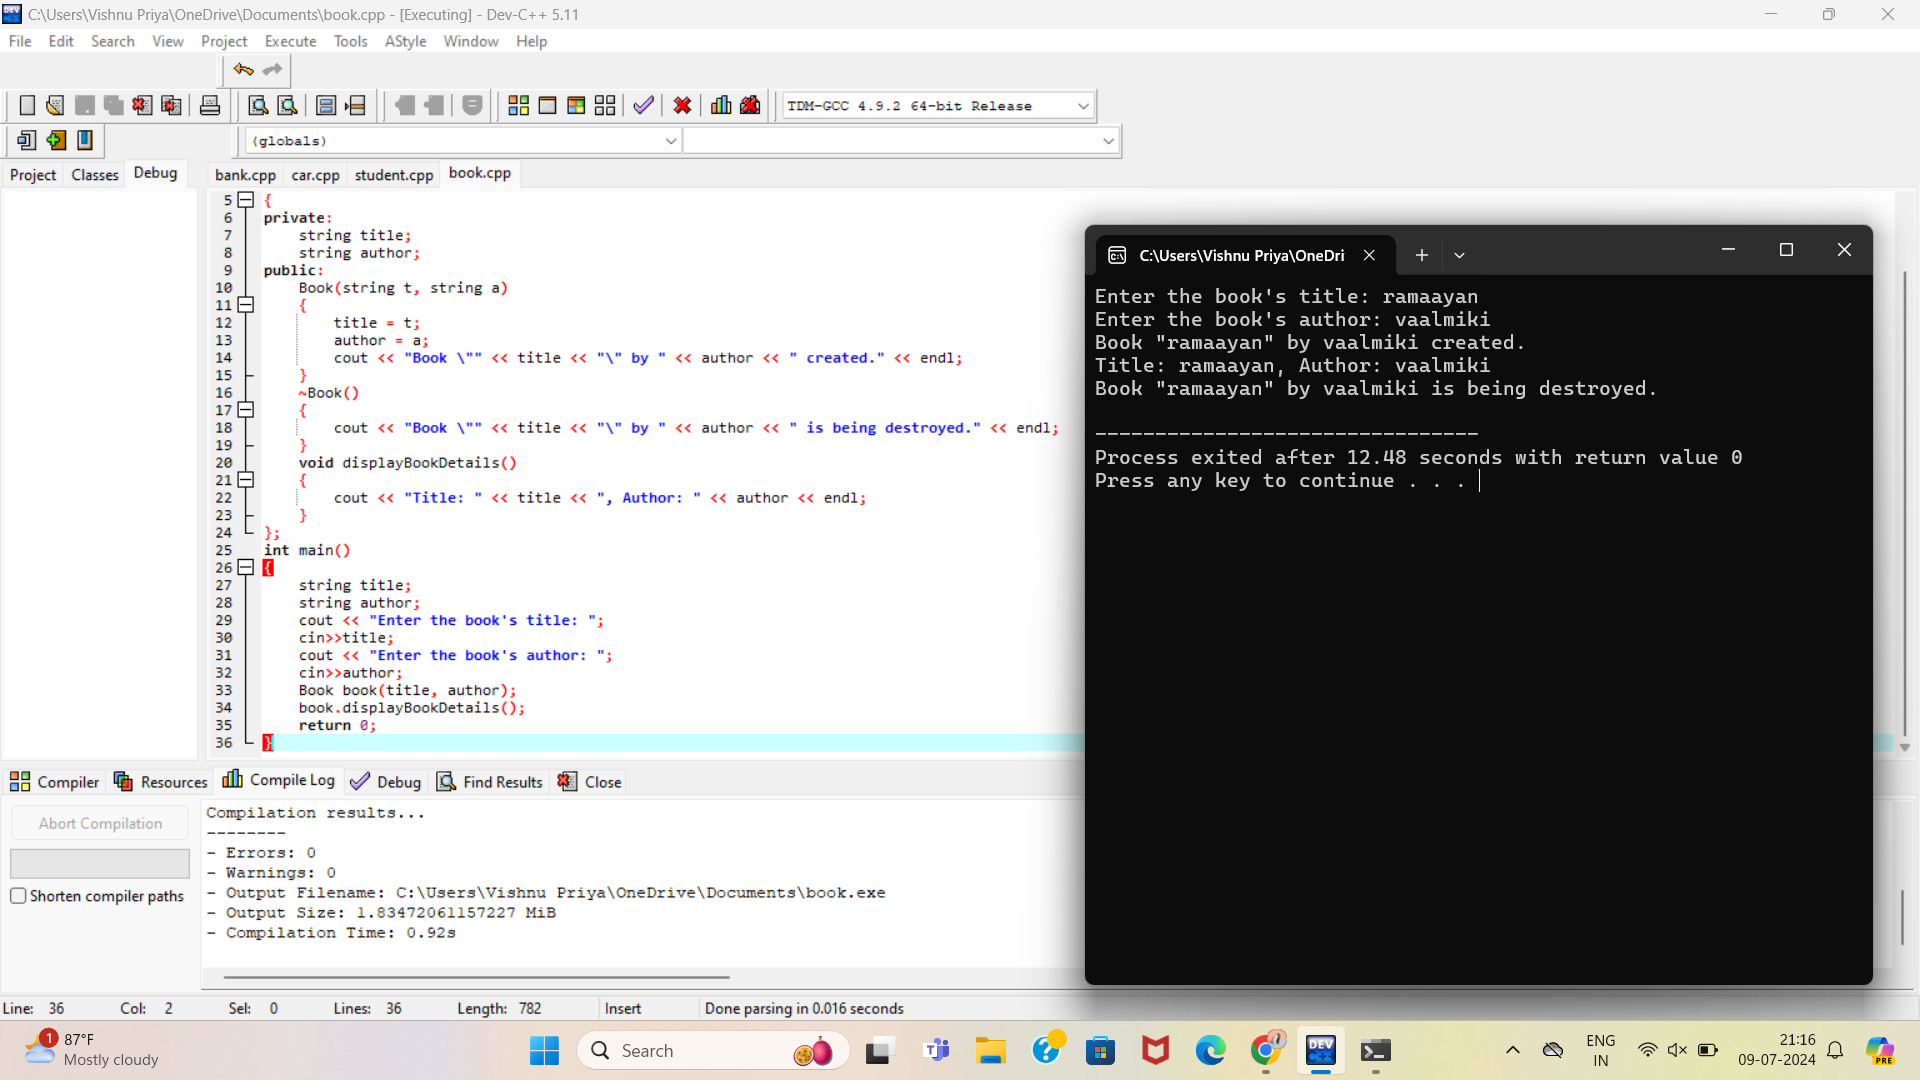 C:\Users\Vishnu Priya\OneDrive\Documents\book.cpp - [Executing] - Dev-C++ 5.11
File Edit Search View Project Execute Tools AStyle Window Help
TDM-GCC 4.9.2 64-bit Release
(globals)
Project Classes Debug
bank.cpp car.cpp student.cpp book.cpp
5 {
6 private:
7 string title;
8 string author;
9 public:
10 Book(string t, string a)
11 {
12 title = t;
13 author = a;
14 cout << "Book \"" << title << "\" by " << author << " created." << endl;
15 }
16 ~Book()
17 {
18 cout << "Book \"" << title << "\" by " << author << " is being destroyed." << endl;
19 }
20 void displayBookDetails()
21 {
22 cout << "Title: " << title << ", Author: " << author << endl;
23 }
24 };
25 int main()
26 {
27 string title;
28 string author;
29 cout << "Enter the book's title: ";
30 cin>>title;
31 cout << "Enter the book's author: ";
32 cin>>author;
33 Book book(title, author);
34 book.displayBookDetails();
35 return 0;
36 }
C:\Users\Vishnu Priya\OneDri
Enter the book's title: ramaayan
Enter the book's author: vaalmiki
Book "ramaayan" by vaalmiki created.
Title: ramaayan, Author: vaalmiki
Book "ramaayan" by vaalmiki is being destroyed.
--------------------------------
Process exited after 12.48 seconds with return value 0
Press any key to continue . . .
Compiler Resources Compile Log Debug Find Results Close
Abort Compilation
Shorten compiler paths
Compilation results...
--------
- Errors: 0
- Warnings: 0
- Output Filename: C:\Users\Vishnu Priya\OneDrive\Documents\book.exe
- Output Size: 1.83472061157227 MiB
- Compilation Time: 0.92s
Line: 36 Col: 2 Sel: 0 Lines: 36 Length: 782 Insert Done parsing in 0.016 seconds
1
87°F
Mostly cloudy
Search
DEV
ENG
IN
21:16
09-07-2024
PRE